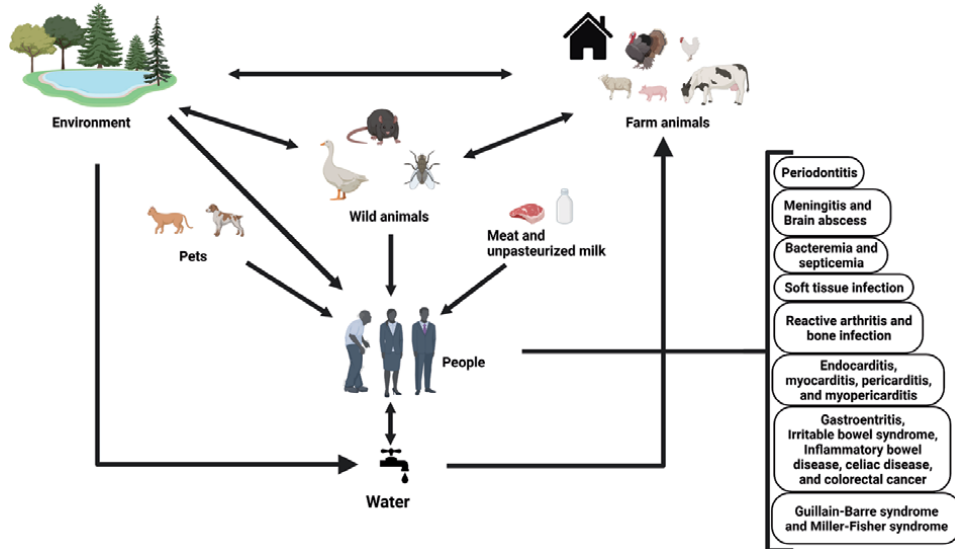 Environment
Farm animals
Wild animals
Pets
Meat and
unpasteurized milk
People
Water
Periodontitis
Meningitis and
Brain abscess
Bacteremia and
septicemia
Soft tissue infection
Reactive arthritis and
bone infection
Endocarditis,
myocarditis, pericarditis,
and myopericarditis
Gastroentritis,
Irritable bowel syndrome,
Inflammatory bowel
disease, celiac disease,
and colorectal cancer
Guillain-Barre syndrome
and Miller-Fisher syndrome